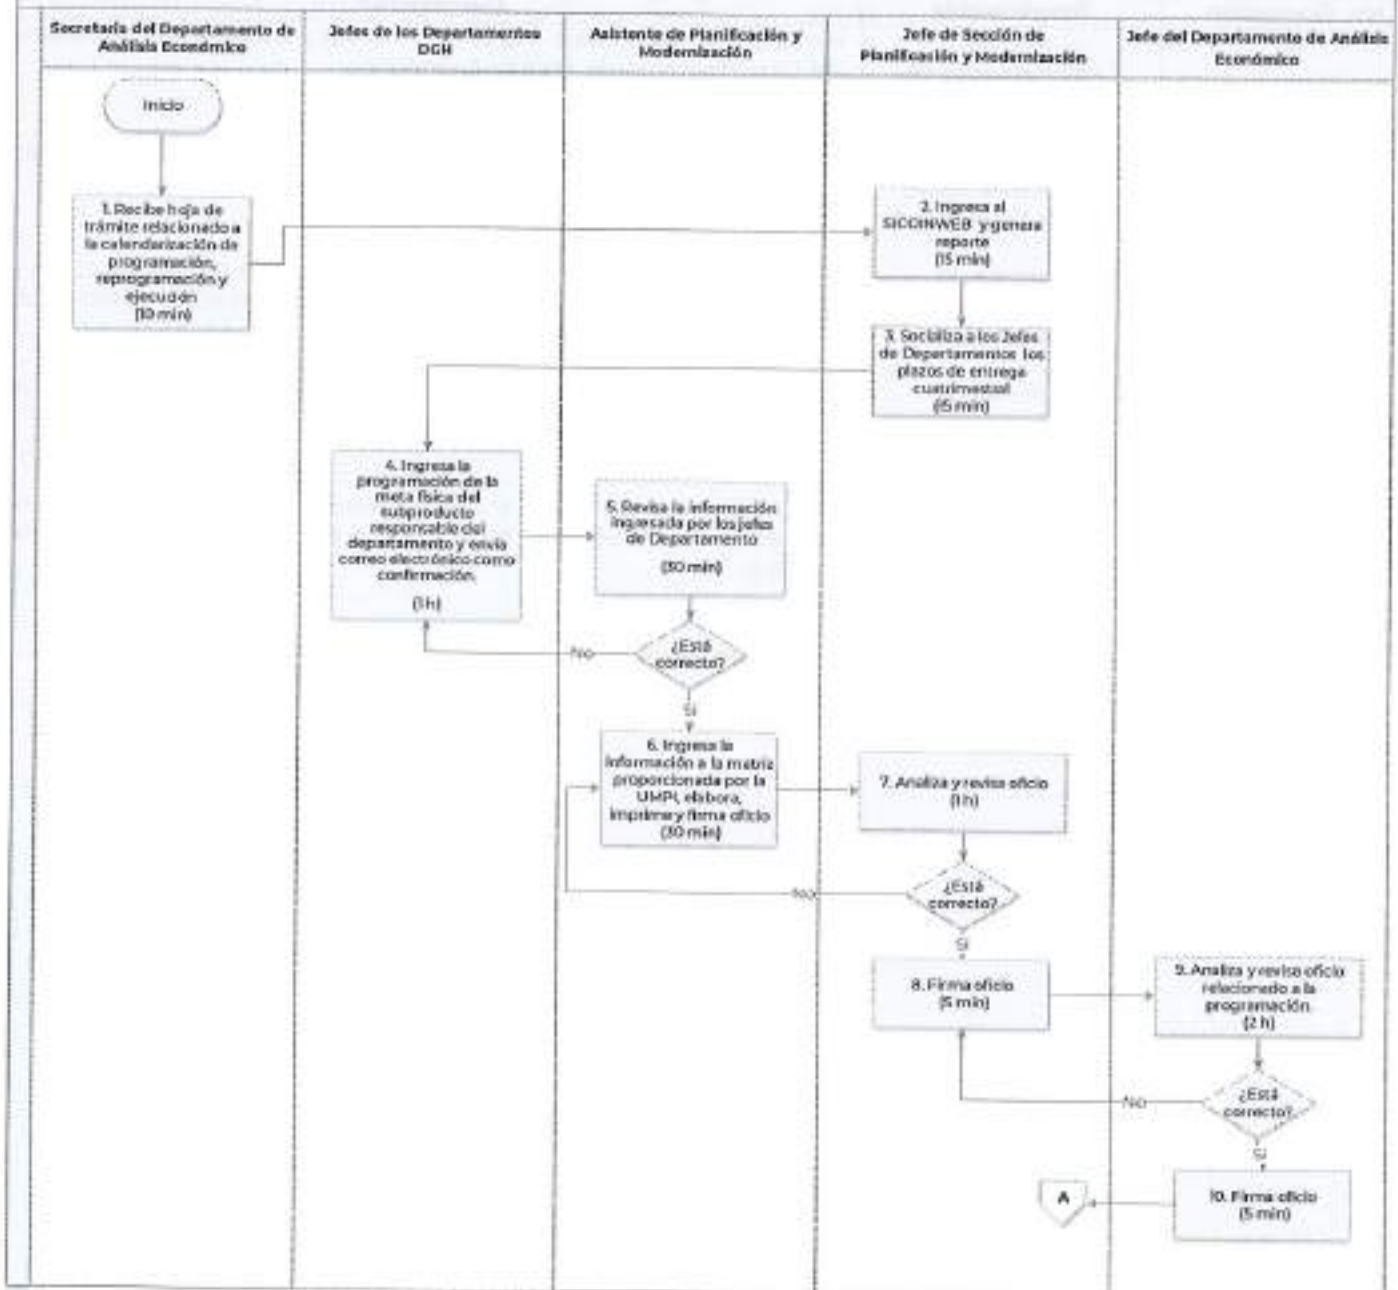 Secretaria del Departamento de
Análisis Económico
Jefes de los Departamentos
DGH
Asistente de Planificación y
Modernización
Jefe de Sección de
Planificación y Modernización
Jefe del Departamento de Análisis
Económico
Inicio
1. Recibe hoja de
trámite relacionado a
la calendarización de
programación,
reprogramación y
ejecución
(10 min)
2. Ingresa al
SICOINWEB y genera
reporte
(15 min)
3. Socializa a los Jefes
de Departamentos los
plazos de entrega
cuatrimestral
(15 min)
4. Ingresa la
programación de la
meta física del
subproducto
responsable del
departamento y envía
correo electrónico como
confirmación.
(1 h)
5. Revisa la información
ingresada por los jefes
de Departamento
(30 min)
¿Está
correcto?
No
Si
6. Ingresa la
información a la matriz
proporcionada por la
UMPI, elabora,
imprime y firma oficio
(30 min)
7. Analiza y revisa oficio
(1 h)
¿Está
correcto?
No
Si
8. Firma oficio
(5 min)
9. Analiza y revisa oficio
relacionado a la
programación.
(2 h)
¿Está
correcto?
No
Si
10. Firma oficio
(5 min)
A